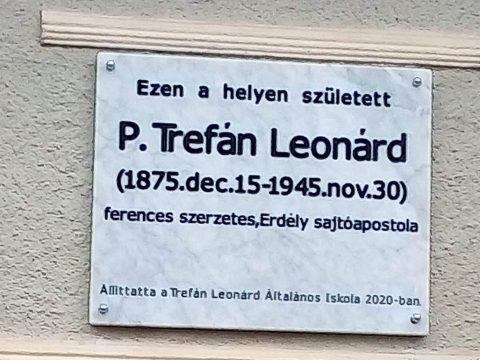 Ezen a helyen született
P. Trefán Leonárd
(1875.dec.15-1945.nov.30)
ferences szerzetes,Erdély sajtóapostola
Állíttatta a Trefán Leonárd Általános Iskola 2020-ban